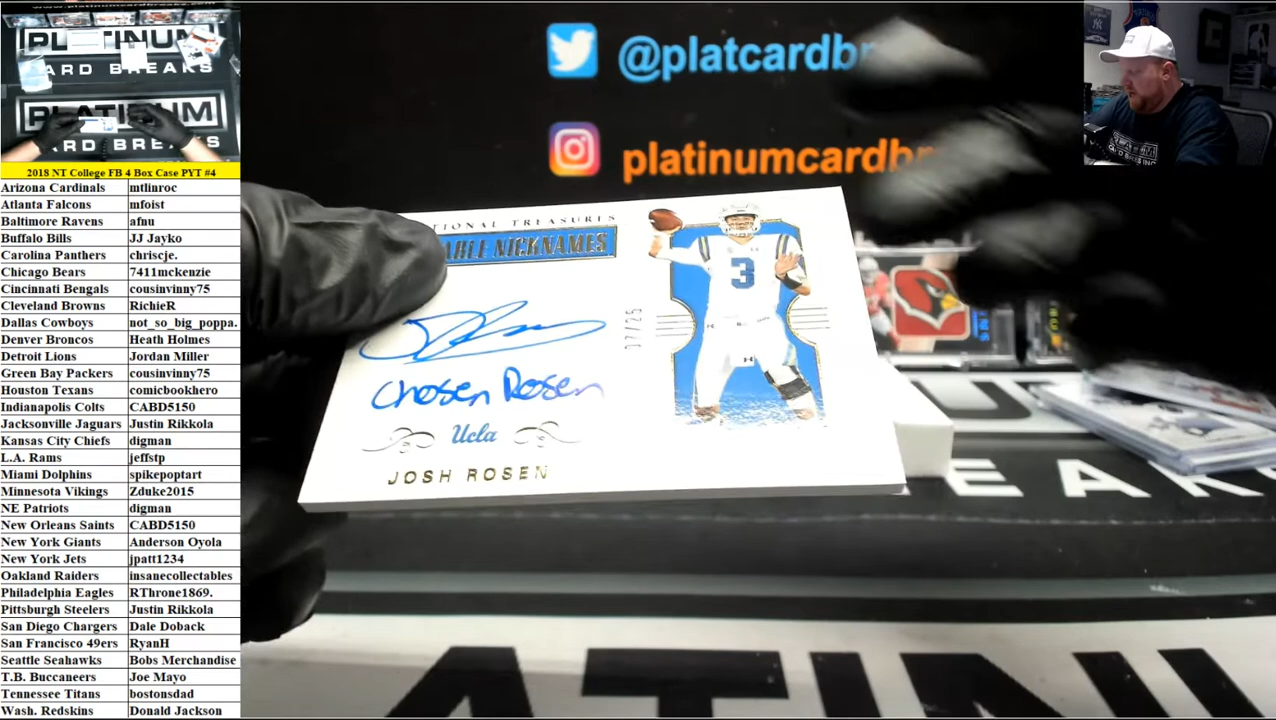 PLATINUM
CARD BREAKS
PLATINUM
CARD BREAKS
2018 NT College FB 4 Box Case PYT #4
Arizona Cardinals mtlinroc
Atlanta Falcons mfoist
Baltimore Ravens afnu
Buffalo Bills JJ Jayko
Carolina Panthers chriscje.
Chicago Bears 7411mckenzie
Cincinnati Bengals cousinvinny75
Cleveland Browns RichieR
Dallas Cowboys not_so_big_poppa.
Denver Broncos Heath Holmes
Detroit Lions Jordan Miller
Green Bay Packers cousinvinny75
Houston Texans comicbookhero
Indianapolis Colts CABD5150
Jacksonville Jaguars Justin Rikkola
Kansas City Chiefs digman
L.A. Rams jeffstp
Miami Dolphins spikepoptart
Minnesota Vikings Zduke2015
NE Patriots digman
New Orleans Saints CABD5150
New York Giants Anderson Oyola
New York Jets jpatt1234
Oakland Raiders insanecollectables
Philadelphia Eagles RThrone1869.
Pittsburgh Steelers Justin Rikkola
San Diego Chargers Dale Doback
San Francisco 49ers RyanH
Seattle Seahawks Bobs Merchandise
T.B. Buccaneers Joe Mayo
Tennessee Titans bostonsdad
Wash. Redskins Donald Jackson
@platcardbr
platinumcardbr
TIONAL TREASURES
ABLE NICKNAMES
3
Chosen Rosen
Ucla
JOSH ROSEN
EAK
ATINU